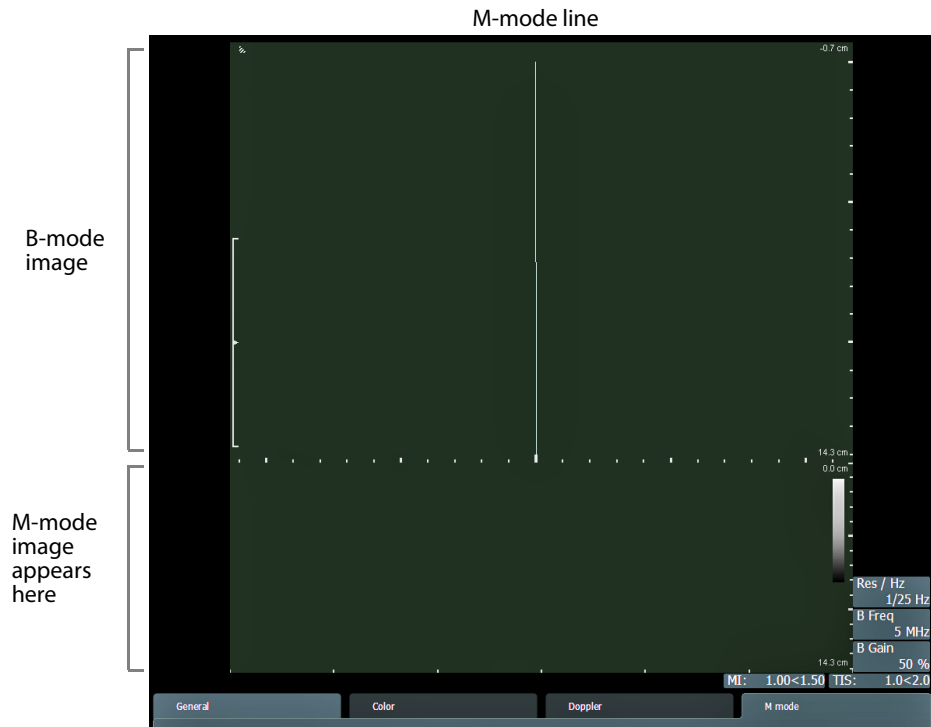 M-mode line
-0.7 cm
B-mode
image
14.3 cm
0.0 cm
M-mode
image
appears
here
Res / Hz
1/25 Hz
B Freq
5 MHz
B Gain
50 %
14.3 cm
MI: 1.00<1.50 TIS: 1.0<2.0
General Color Doppler M mode